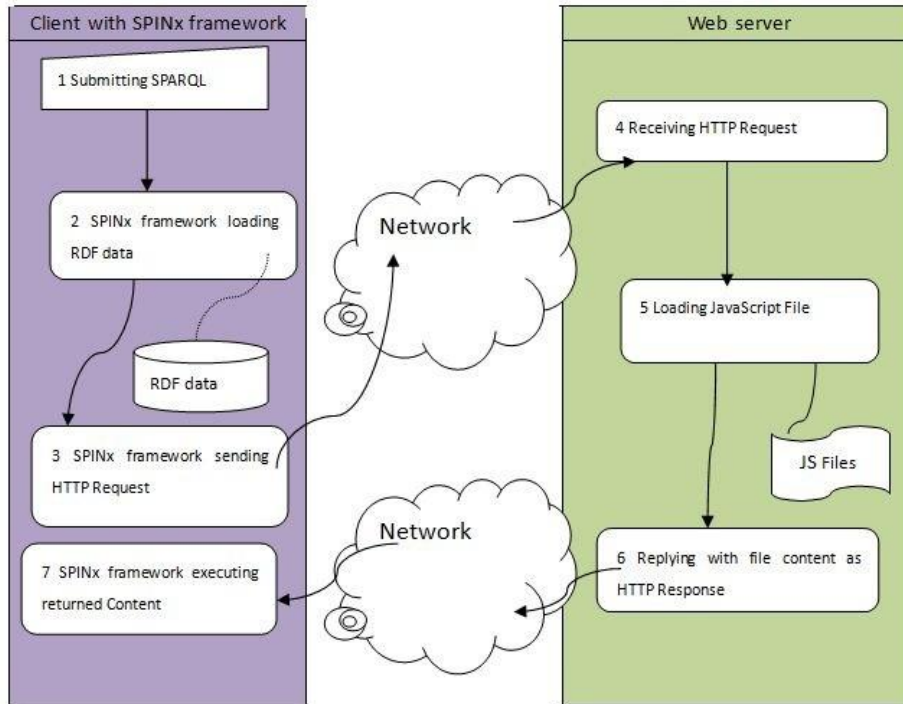 Client with SPINx framework
Web server
1 Submitting SPARQL
2 SPINx framework loading
RDF data
RDF data
3 SPINx framework sending
HTTP Request
Network
4 Receiving HTTP Request
5 Loading JavaScript File
JS Files
6 Replying with file content as
HTTP Response
Network
7 SPINx framework executing
returned Content